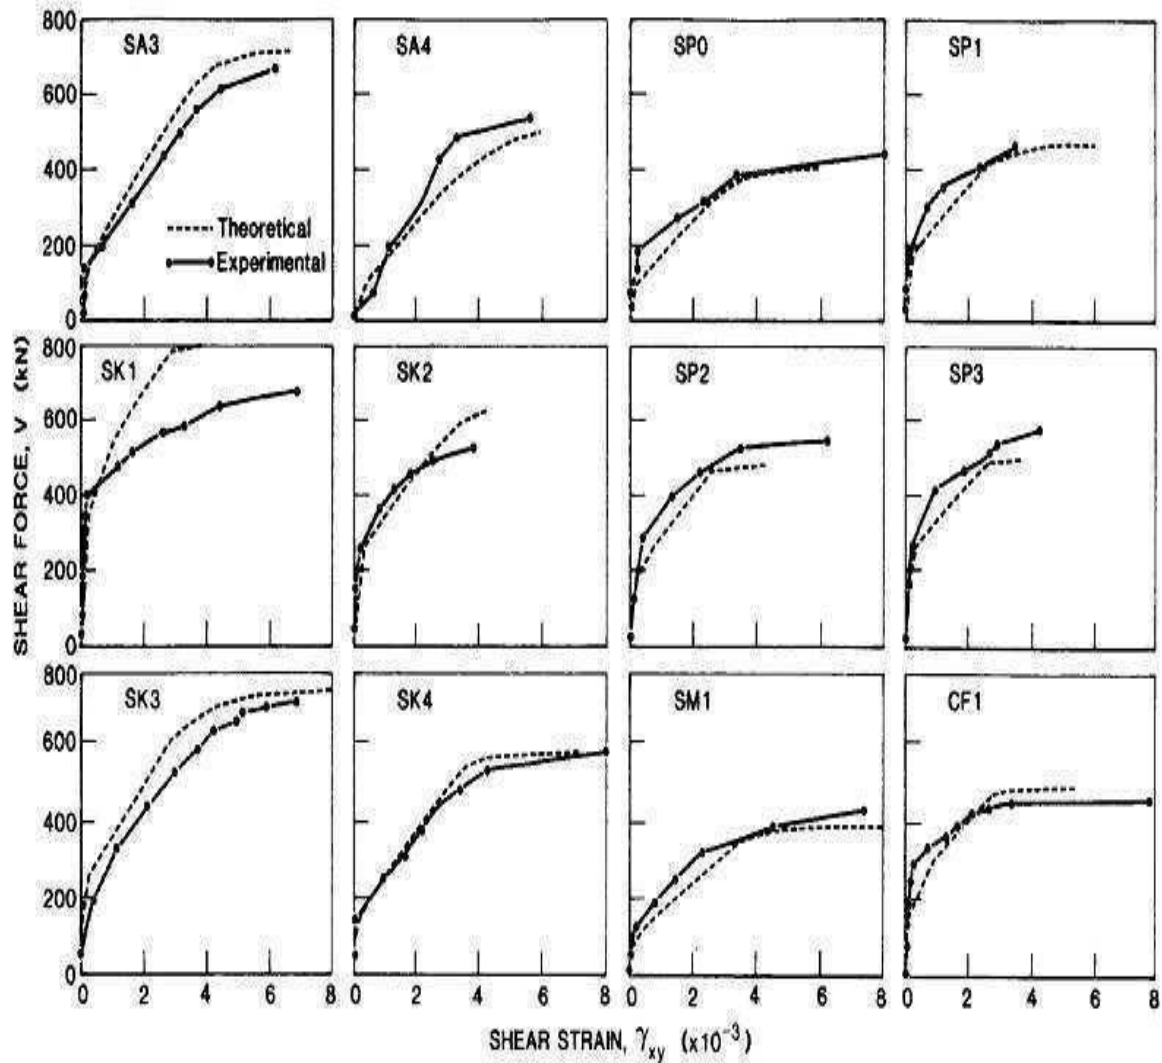 800
600
400
200
0
SA3
Theoretical
Experimental
SA4
SP0
SP1
800
600
400
200
0
SK1
SK2
SP2
SP3
800
600
400
200
0
SK3
SK4
SM1
CF1
0 2 4 6 8
0 2 4 6 8
0 2 4 6 8
0 2 4 6 8
SHEAR FORCE, V (kN)
SHEAR STRAIN, γxy (x10⁻³)